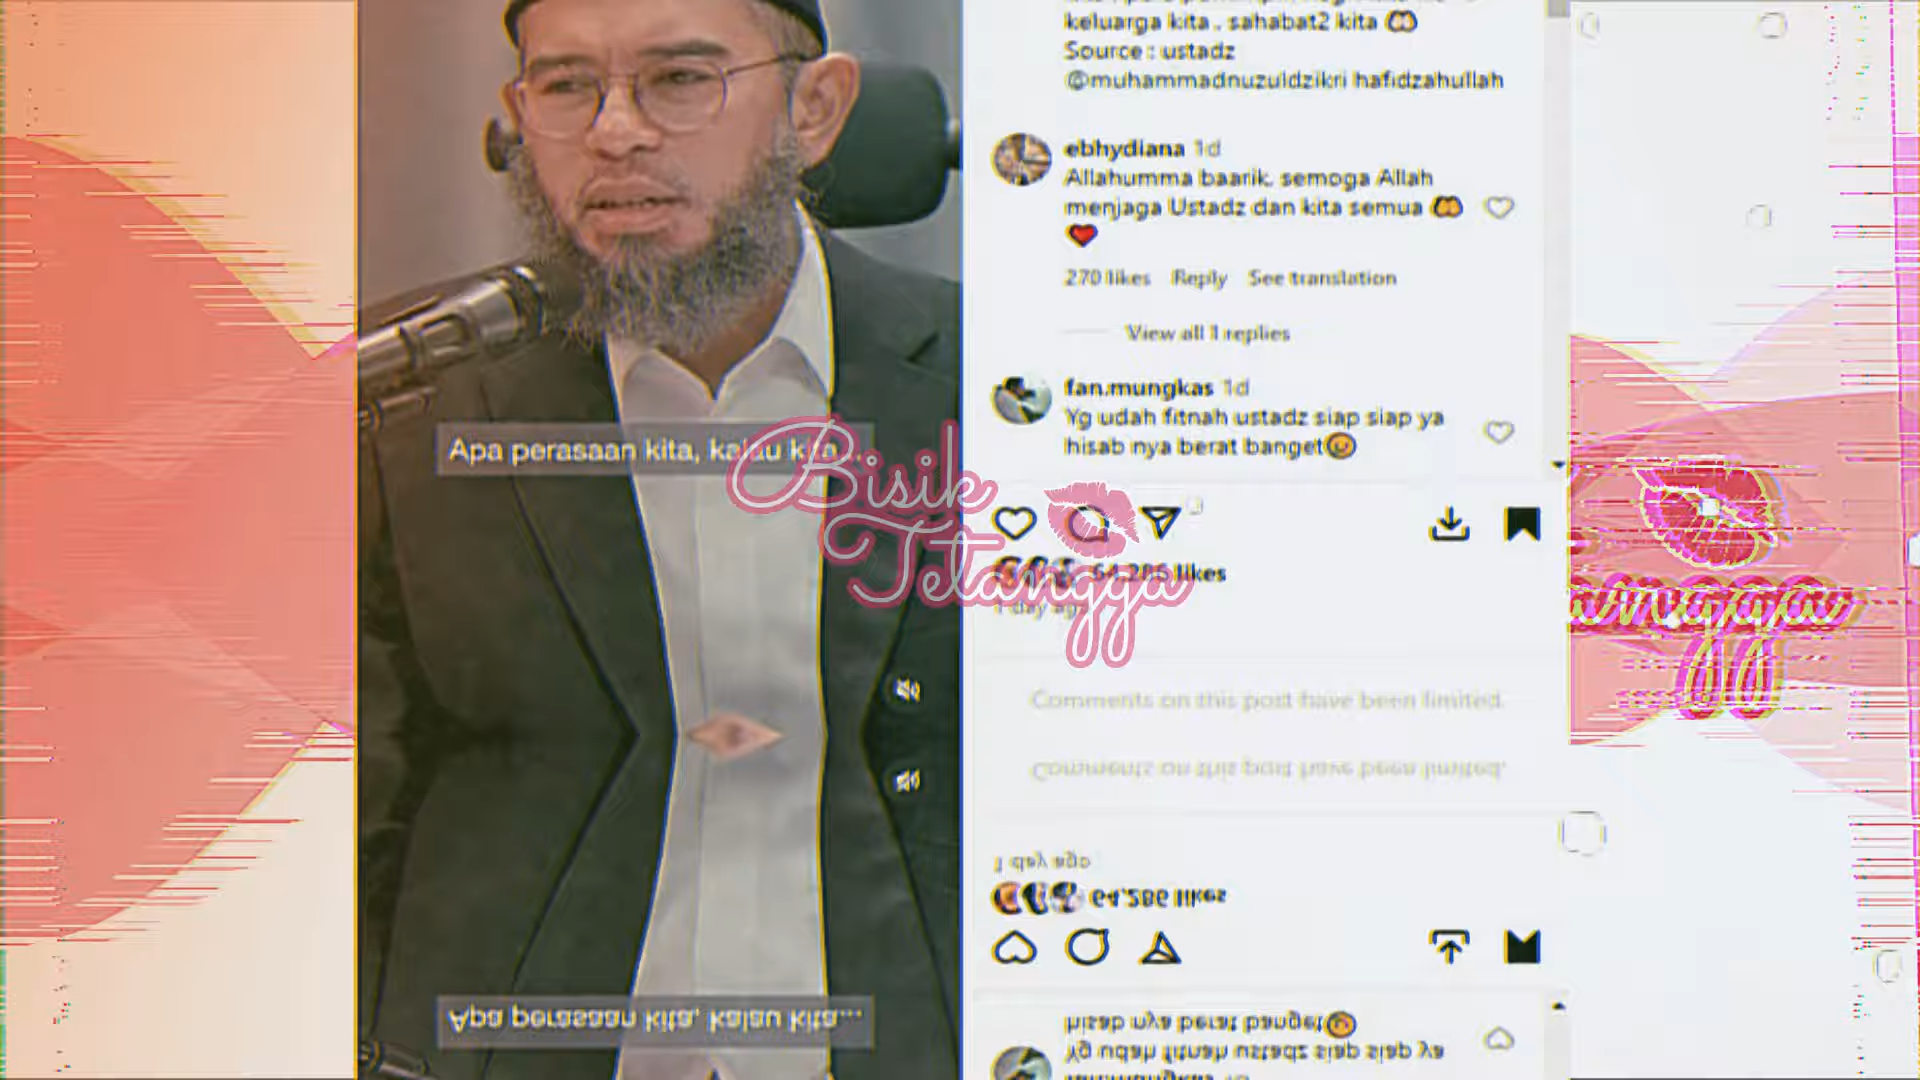 keluarga kita , sahabat2 kita
Source : ustadz
@muhammadnuzuldzikri hafidzahullah
ebhydiana 1d
Allahumma baarik, semoga Allah
menjaga Ustadz dan kita semua
270 likes Reply See translation
View all 1 replies
fan.mungkas 1d
Yg udah fitnah ustadz siap siap ya
hisab nya berat banget
Apa perasaan kita, kalau kita...
Bisik
Tetangga
64,286 likes
1 day ago
Comments on this post have been limited.
Comments on this post have been limited.
1 day ago
64,286 likes
Apa perasaan kita, kalau kita...
hisab nya berat banget
Yg udah fitnah ustadz siap siap ya